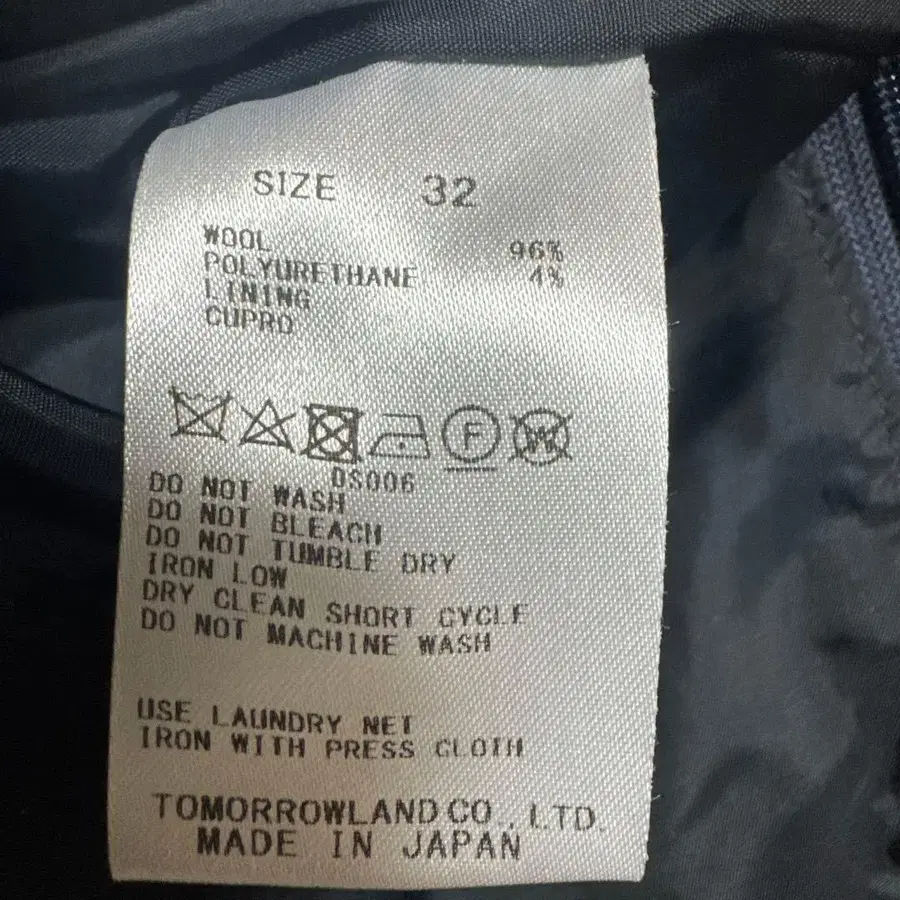 SIZE 32
WOOL 96%
POLYURETHANE 4%
LINING
CUPRO
F W
DS006
DO NOT WASH
DO NOT BLEACH
DO NOT TUMBLE DRY
IRON LOW
DRY CLEAN SHORT CYCLE
DO NOT MACHINE WASH
USE LAUNDRY NET
IRON WITH PRESS CLOTH
TOMORROWLAND CO., LTD.
MADE IN JAPAN